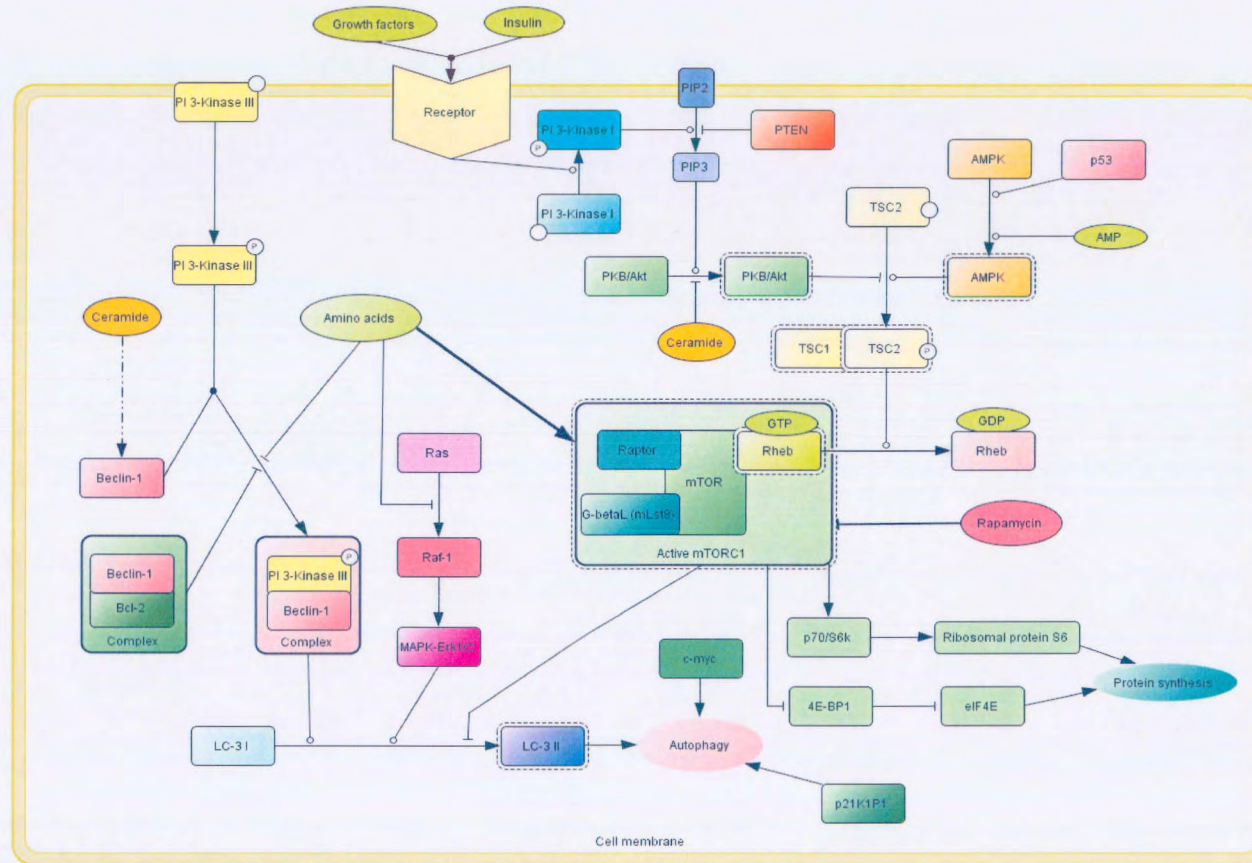 Growth factors
Insulin
PI 3-Kinase III
Receptor
PIP2
PI 3-Kinase I
P
PTEN
PIP3
AMPK
p53
PI 3-Kinase I
TSC2
AMP
PI 3-Kinase III
P
PKB/Akt
PKB/Akt
AMPK
Ceramide
Amino acids
Ceramide
TSC1
TSC2
P
GTP
GDP
Raptor
Rheb
Rheb
Ras
mTOR
Beclin-1
G-betaL (mLst8)
Rapamycin
Active mTORC1
P
Beclin-1
PI 3-Kinase III
Raf-1
Bcl-2
Beclin-1
Complex
Complex
MAPK-Erk1/2
p70/S6k
Ribosomal protein S6
c-myc
Protein synthesis
4E-BP1
eIF4E
LC-3 I
LC-3 II
Autophagy
p21K1P1
Cell membrane